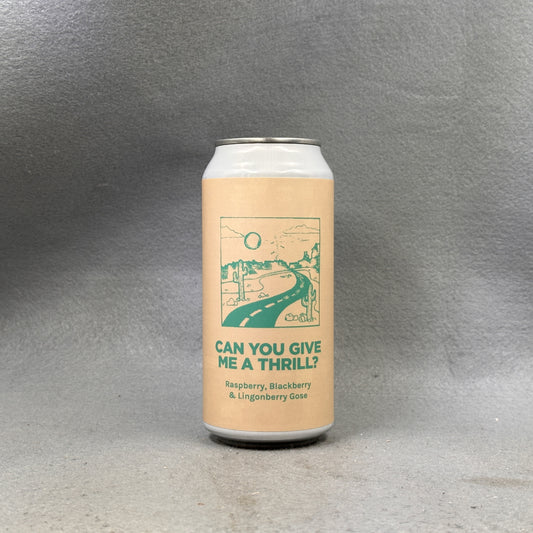 CAN YOU GIVE
ME A THRILL?
Raspberry, Blackberry
& Lingonberry Gose